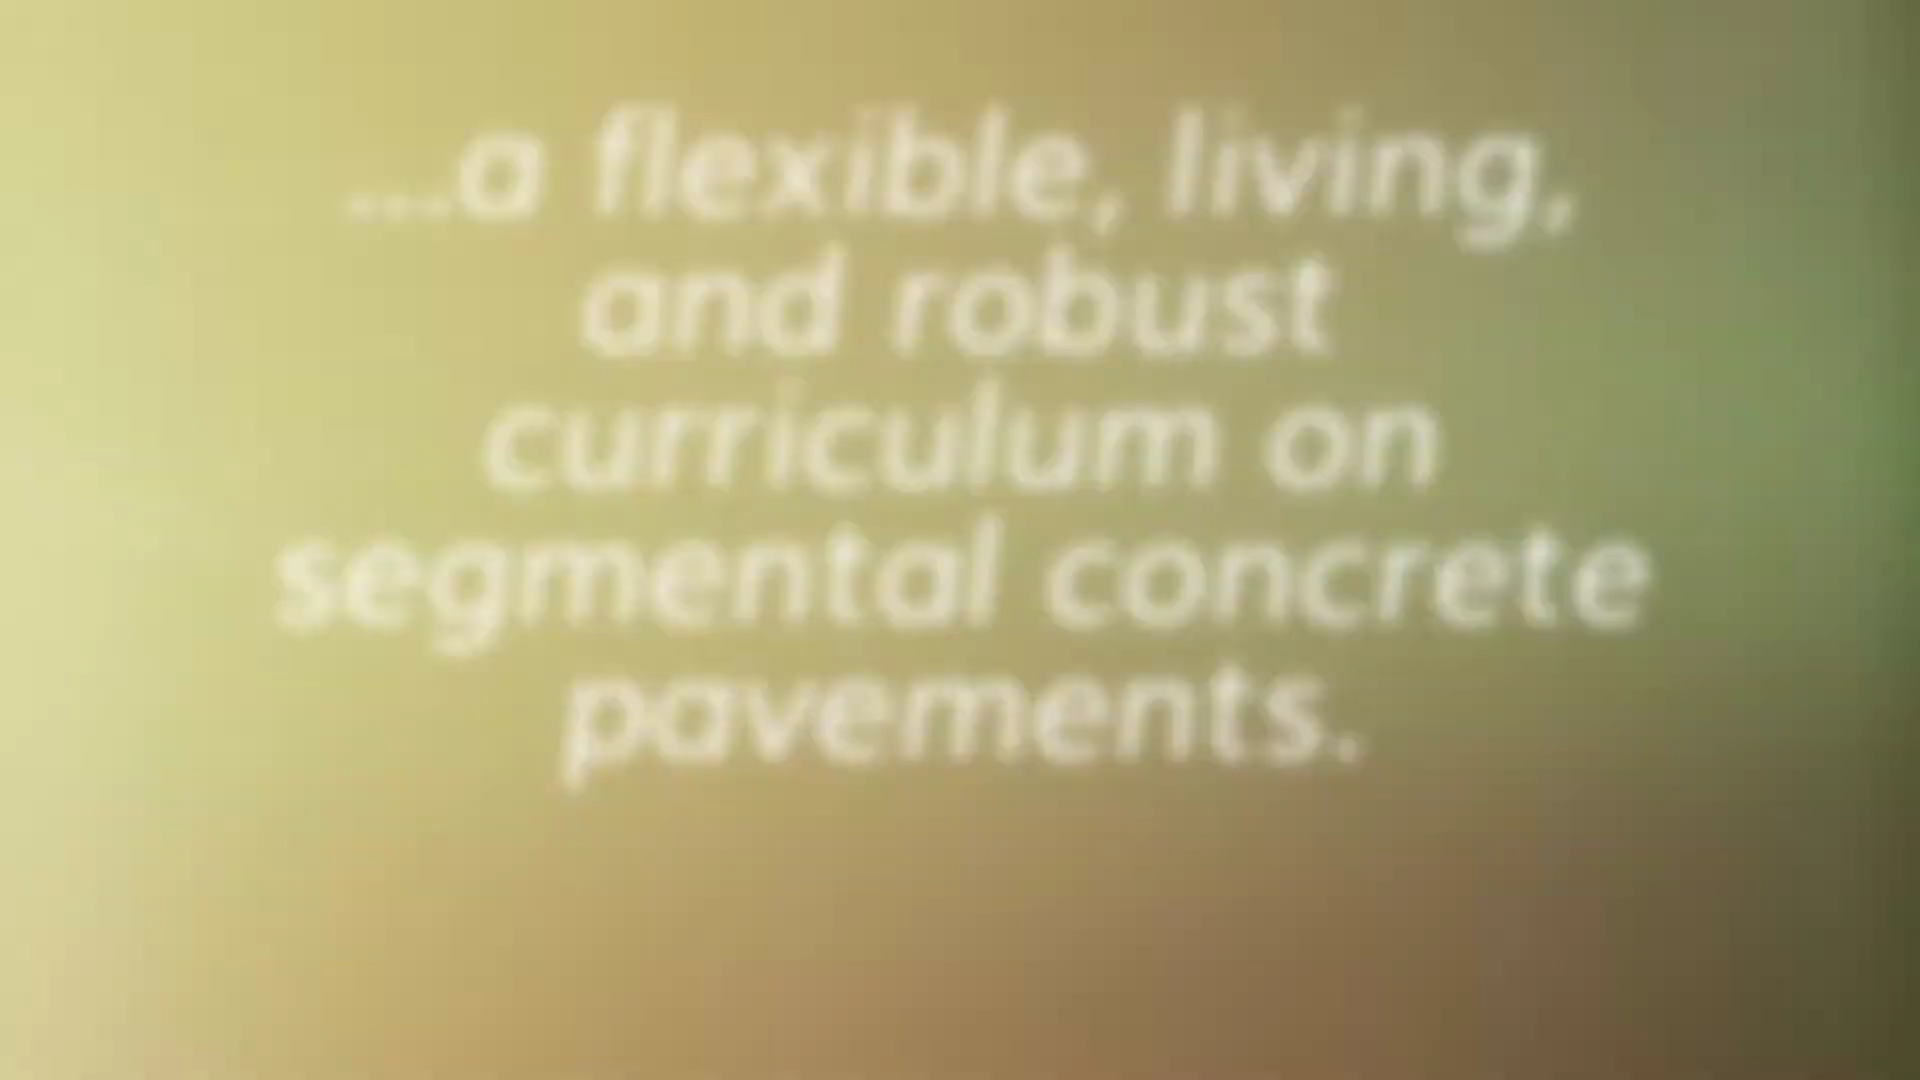 ...a flexible, living,
and robust
curriculum on
segmental concrete
pavements.